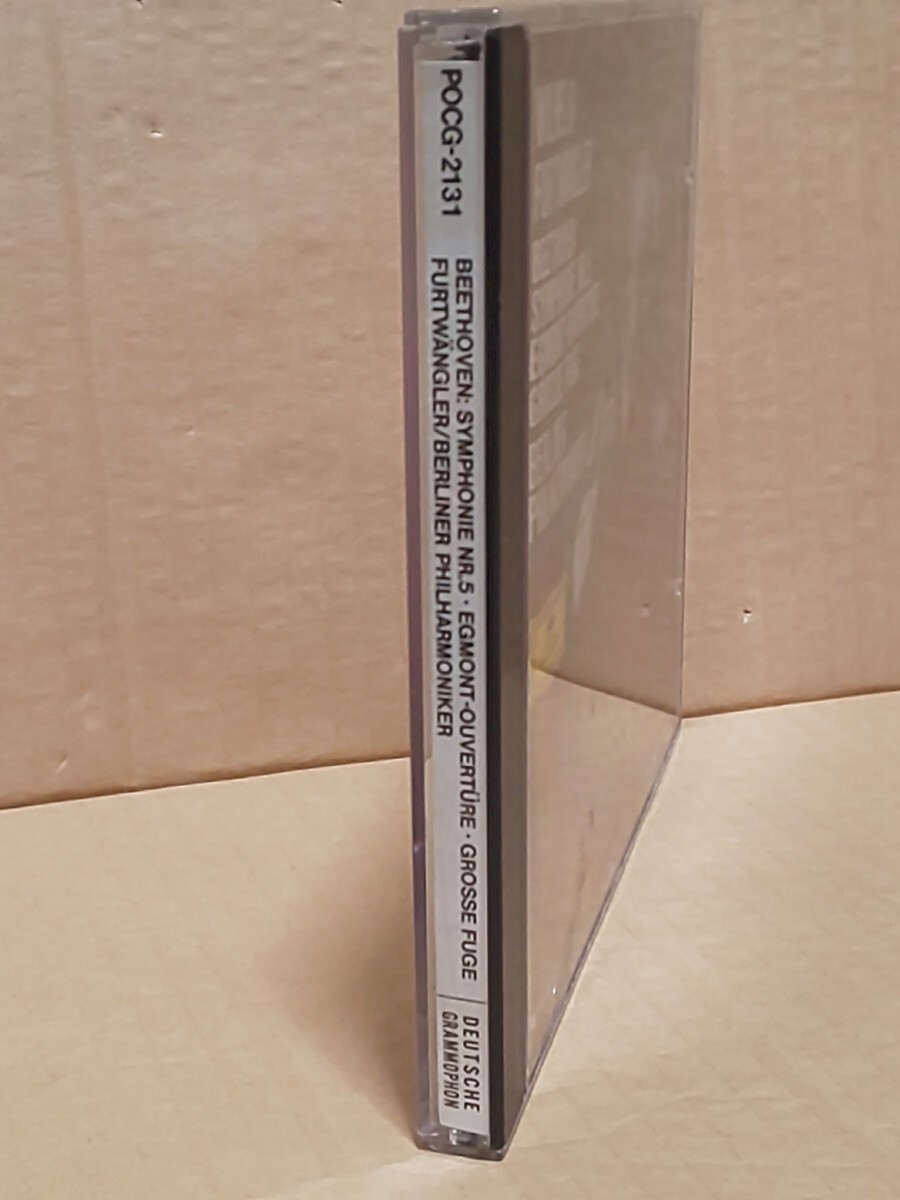 POCG-2131
BEETHOVEN: SYMPHONIE NR.5 · EGMONT-OUVERTÜRE · GROSSE FUGE
FURTWÄNGLER/BERLINER PHILHARMONIKER
DEUTSCHE
GRAMMOPHON